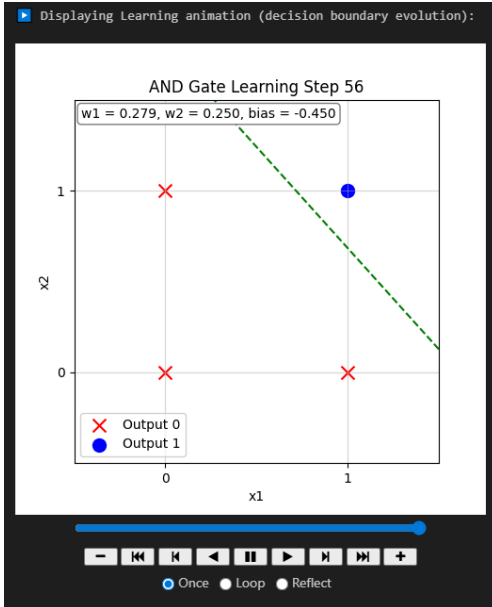 Displaying Learning animation (decision boundary evolution):
AND Gate Learning Step 56
w1 = 0.279, w2 = 0.250, bias = -0.450
1
x2
0
Output 0
Output 1
0 1
x1
Once Loop Reflect